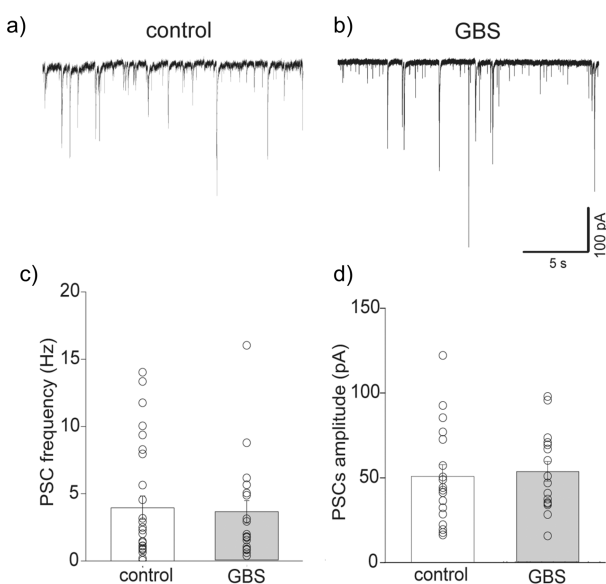 a)
control
b)
GBS
100 pA
5 s
c)
PSC frequency (Hz)
20
15
10
5
0
control
GBS
d)
PSCs amplitude (pA)
150
100
50
0
control
GBS